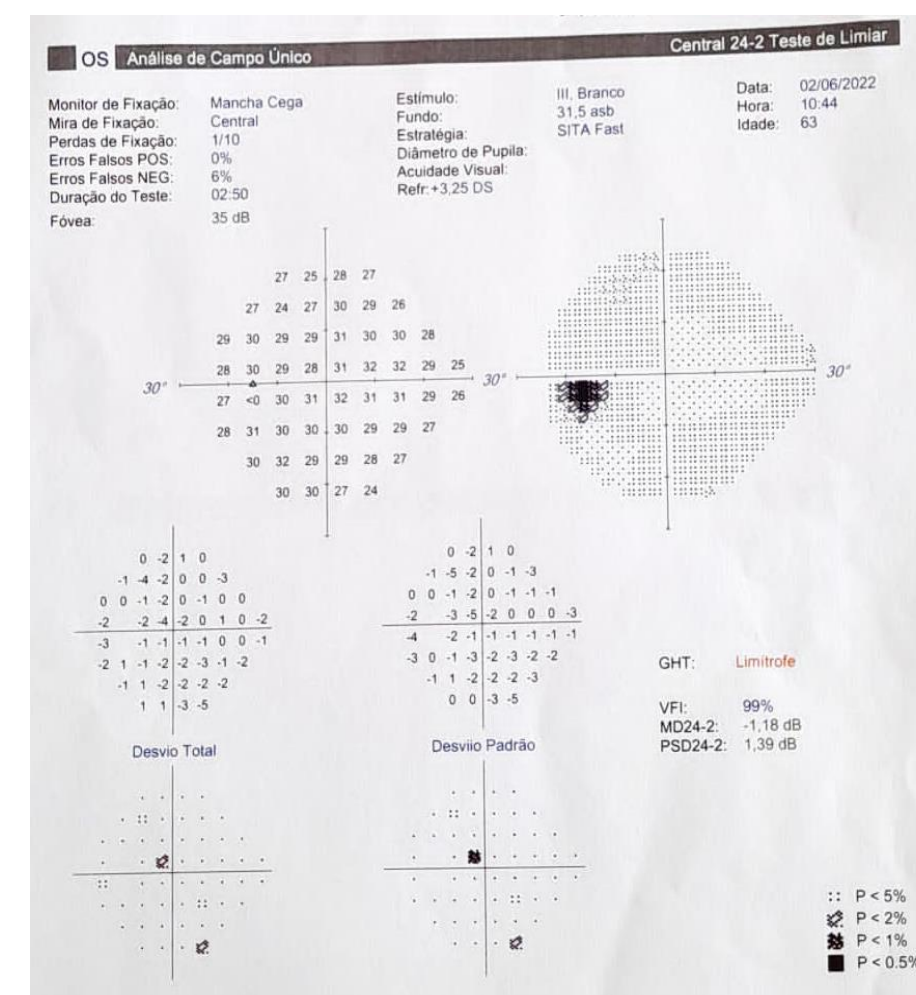 OS Análise de Campo Único Central 24-2 Teste de Limiar
Monitor de Fixação: Mancha Cega Estímulo: III, Branco Data: 02/06/2022
Mira de Fixação: Central Fundo: 31,5 asb Hora: 10:44
Perdas de Fixação: 1/10 Estratégia: SITA Fast Idade: 63
Erros Falsos POS: 0% Diâmetro de Pupila:
Erros Falsos NEG: 6% Acuidade Visual:
Duração do Teste: 02:50 Refr:+3,25 DS
Fóvea: 35 dB
27 25 28 27
27 24 27 30 29 26
29 30 29 29 31 30 30 28
28 30 29 28 31 32 32 29 25
30° 30° 30°
27 <0 30 31 32 31 31 29 26
28 31 30 30 30 29 29 27
30 32 29 29 28 27
30 30 27 24
0 -2 1 0
-1 -4 -2 0 0 -3
0 0 -1 -2 0 -1 0 0
-2 -2 -4 -2 0 1 0 -2
-3 -1 -1 -1 -1 0 0 -1
-2 1 -1 -2 -2 -3 -1 -2
-1 1 -2 -2 -2 -2
1 1 -3 -5
Desvio Total
0 -2 1 0
-1 -5 -2 0 -1 -3
0 0 -1 -2 0 -1 -1 -1
-2 -3 -5 -2 0 0 0 -3
-4 -2 -1 -1 -1 -1 -1 -1
-3 0 -1 -3 -2 -3 -2 -2
-1 1 -2 -2 -2 -3
0 0 -3 -5
Desviio Padrão
GHT: Limítrofe
VFI: 99%
MD24-2: -1,18 dB
PSD24-2: 1,39 dB
P < 5%
P < 2%
P < 1%
P < 0.5%